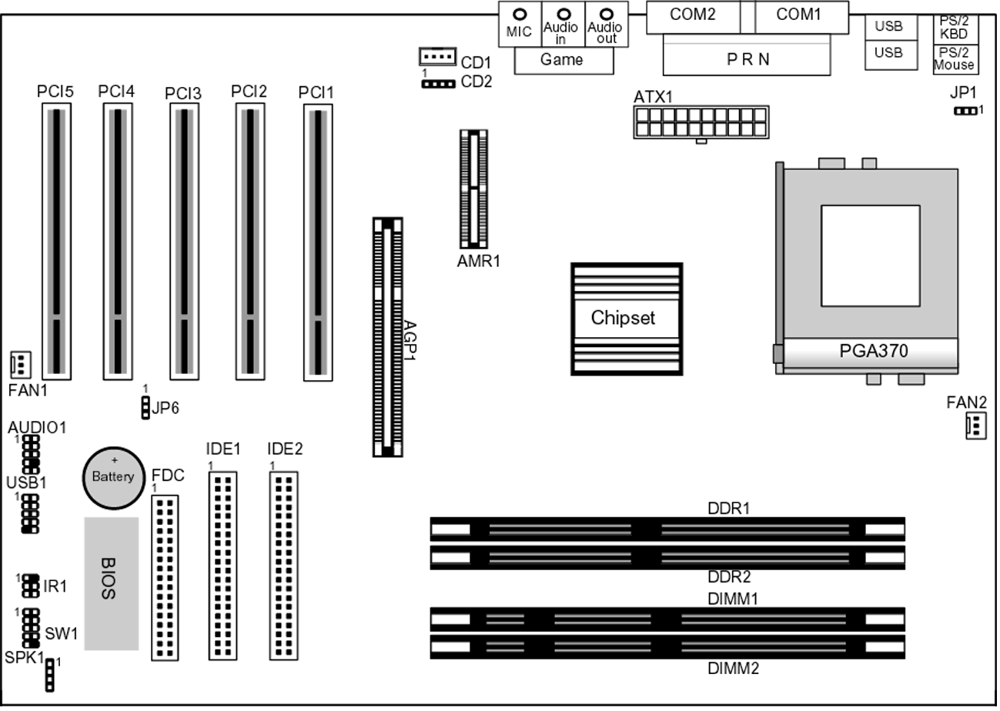 MIC
Audio
in
Audio
out
Game
COM2
COM1
P R N
USB
USB
PS/2
KBD
PS/2
Mouse
CD1
1
CD2
JP1
1
ATX1
PCI5
PCI4
PCI3
PCI2
PCI1
AMR1
AGP1
Chipset
PGA370
FAN1
1
JP6
FAN2
AUDIO1
1
USB1
1
+
Battery
FDC
1
IDE1
1
IDE2
1
BIOS
1
IR1
1
SW1
SPK1
1
DDR1
DDR2
DIMM1
DIMM2